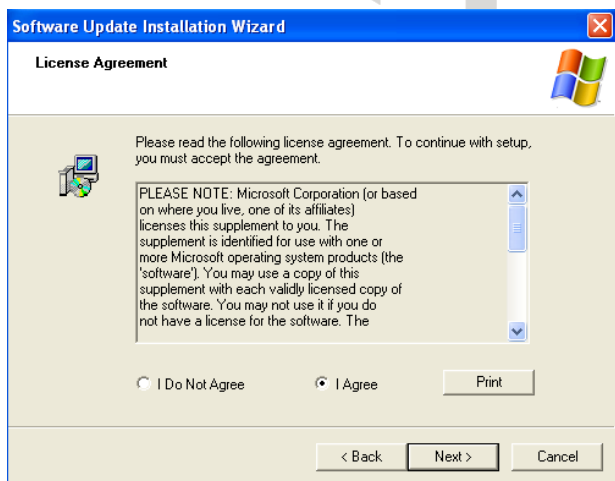 Software Update Installation Wizard
License Agreement
Please read the following license agreement. To continue with setup,
you must accept the agreement.
PLEASE NOTE: Microsoft Corporation (or based
on where you live, one of its affiliates)
licenses this supplement to you. The
supplement is identified for use with one or
more Microsoft operating system products (the
'software'). You may use a copy of this
supplement with each validly licensed copy of
the software. You may not use it if you do
not have a license for the software. The
I Do Not Agree
I Agree
Print
< Back
Next >
Cancel